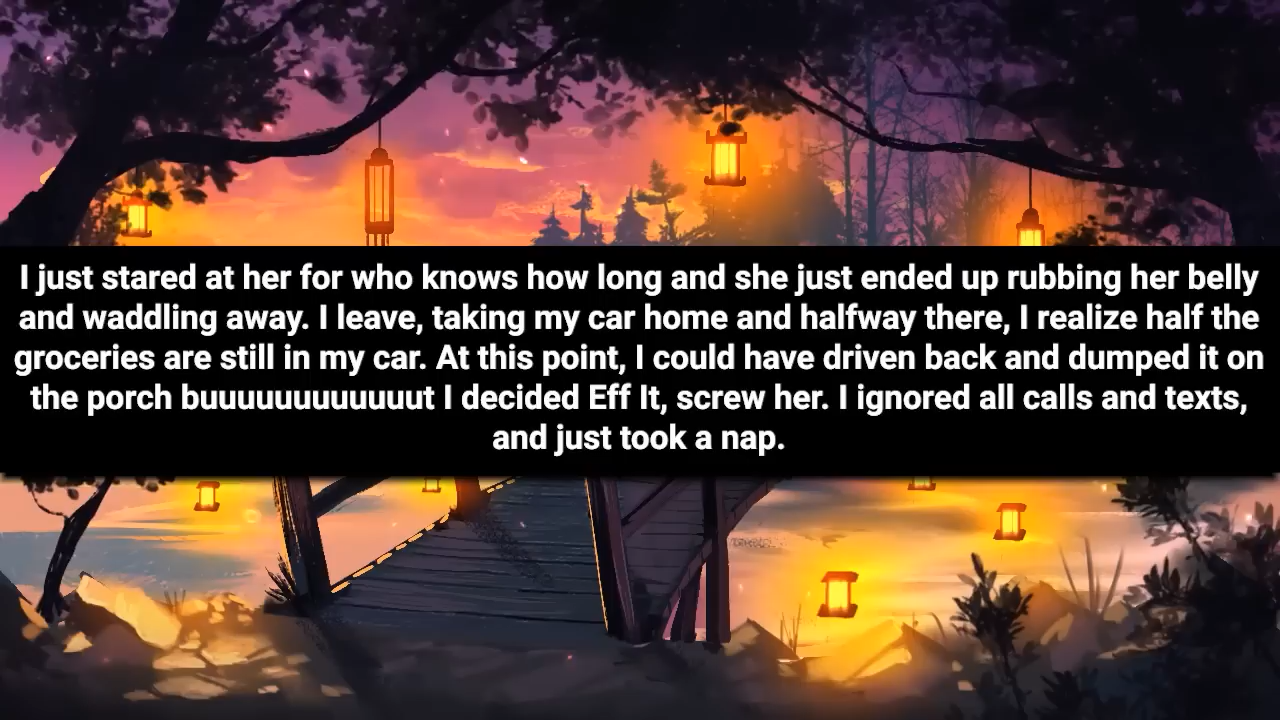 I just stared at her for who knows how long and she just ended up rubbing her belly
and waddling away. I leave, taking my car home and halfway there, I realize half the
groceries are still in my car. At this point, I could have driven back and dumped it on
the porch buuuuuuuuuuuut I decided Eff It, screw her. I ignored all calls and texts,
and just took a nap.